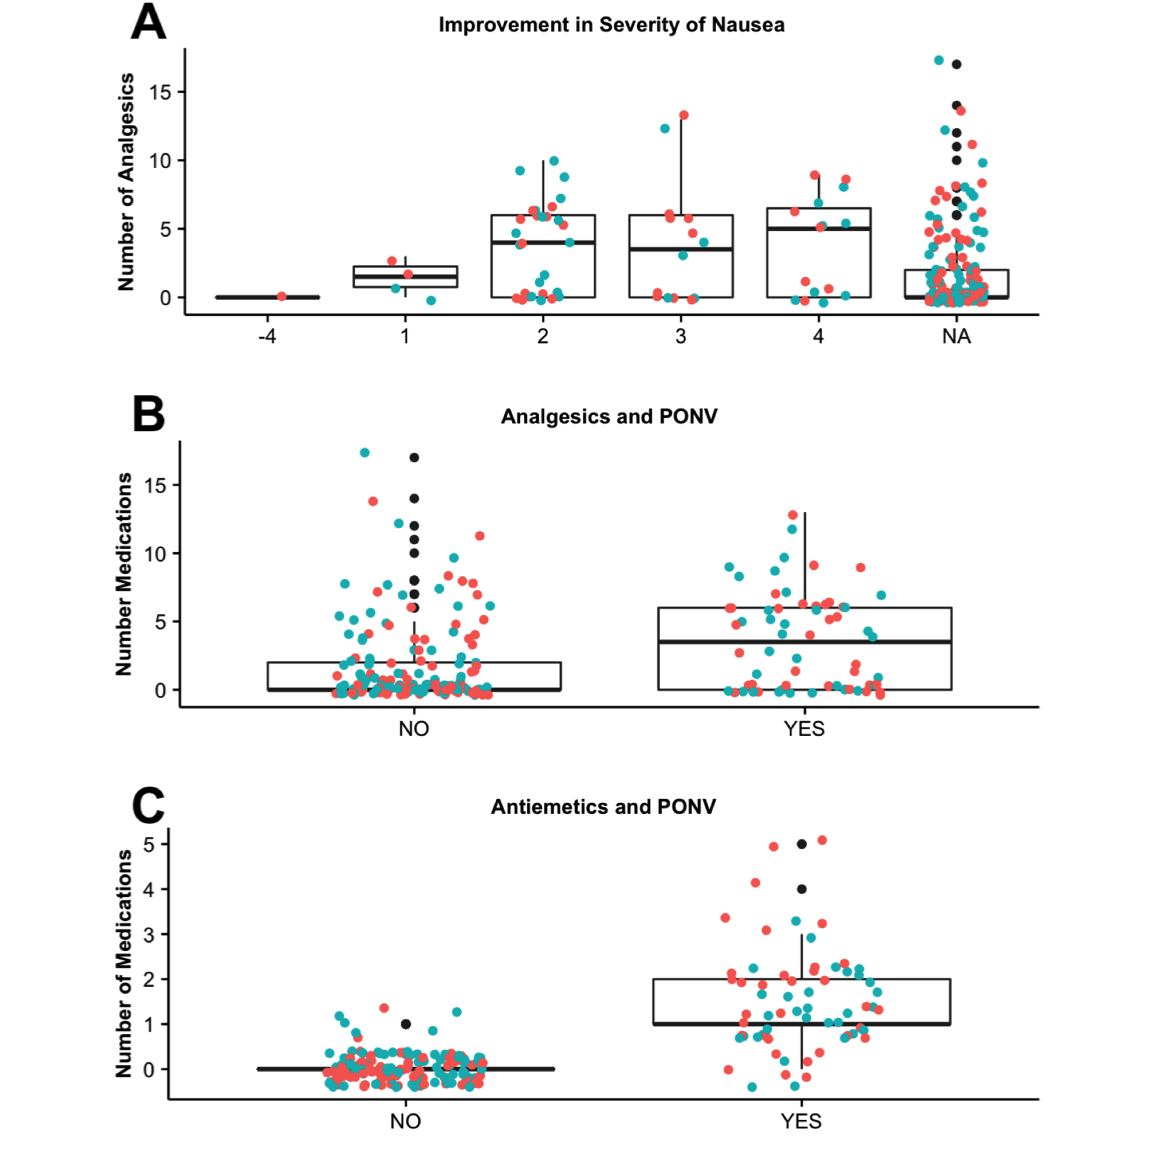 A
Improvement in Severity of Nausea
Number of Analgesics
15
10
5
0
-4 1 2 3 4 NA
B
Analgesics and PONV
Number Medications
15
10
5
0
NO YES
C
Antiemetics and PONV
Number of Medications
5
4
3
2
1
0
NO YES